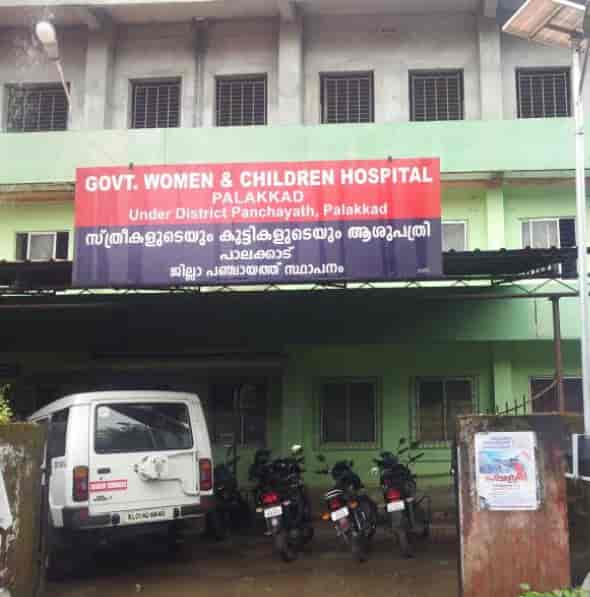 GOVT. WOMEN & CHILDREN HOSPITAL
PALAKKAD
Under District Panchayath, Palakkad
സ്ത്രീകളുടെയും കുട്ടികളുടെയും ആശുപത്രി
പാലക്കാട്
ജില്ലാ പഞ്ചായത്ത് സ്ഥാപനം